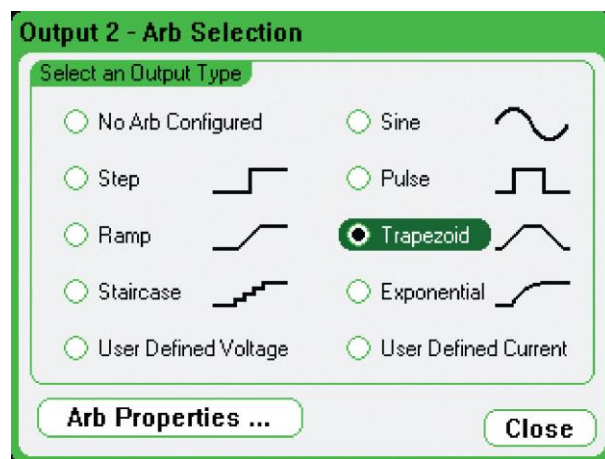 Output 2 - Arb Selection
Select an Output Type
No Arb Configured
Sine
Step
Pulse
Ramp
Trapezoid
Staircase
Exponential
User Defined Voltage
User Defined Current
Arb Properties ...
Close